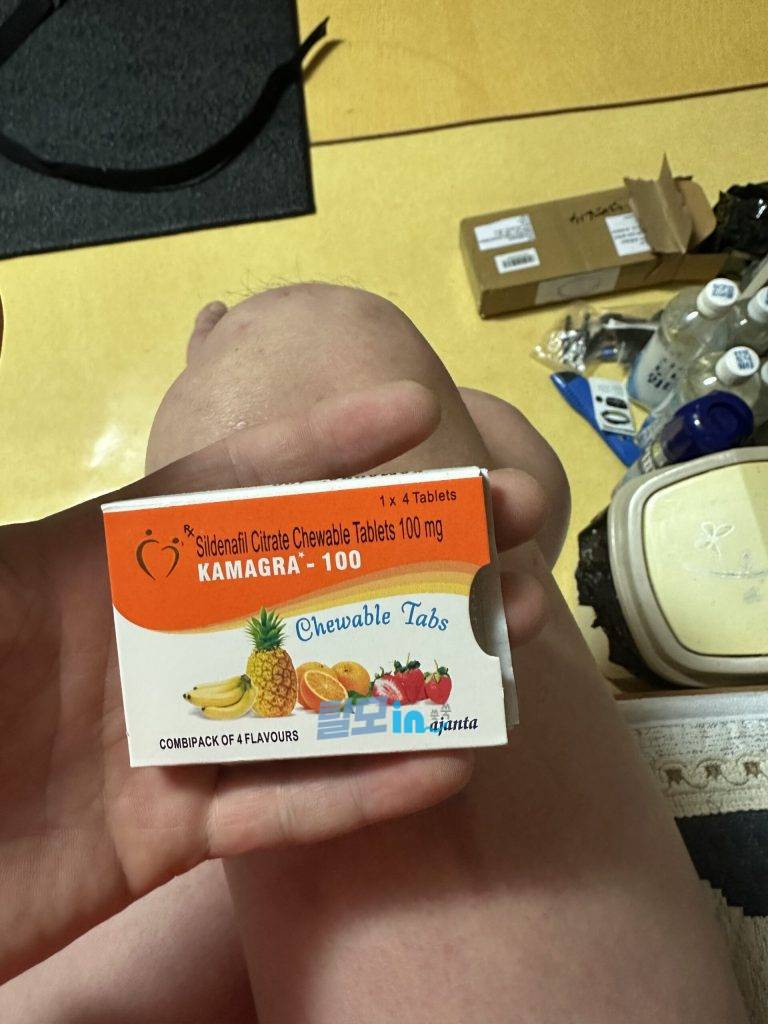 1 x 4 Tablets
Rx Sildenafil Citrate Chewable Tablets 100 mg
KAMAGRA* - 100
Chewable Tabs
탈모in
ajanta
COMBIPACK OF 4 FLAVOURS